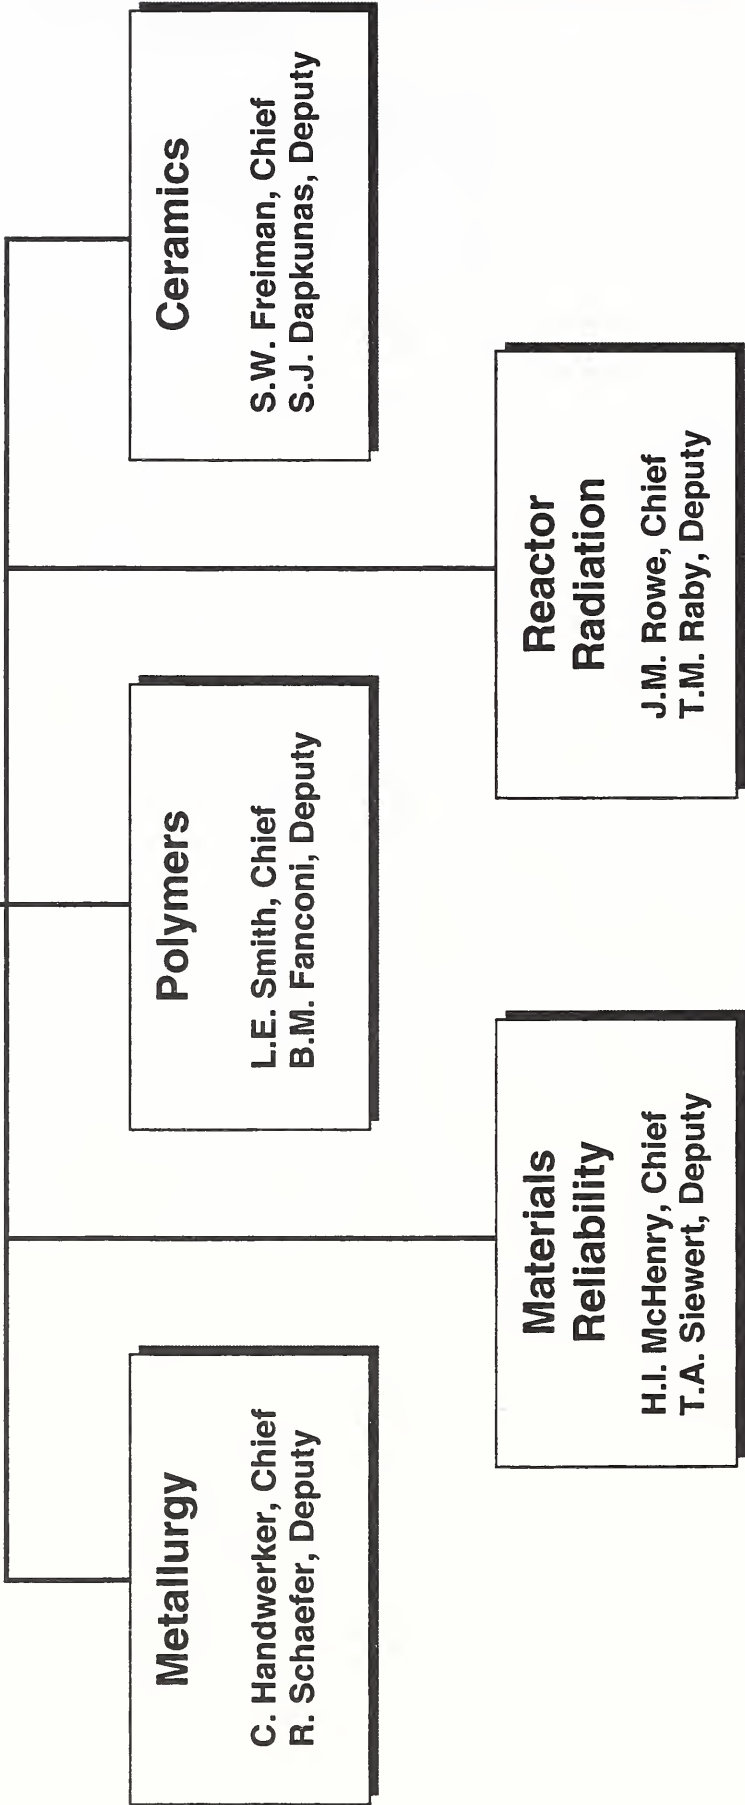 Metallurgy
C. Handwerker, Chief
R. Schaefer, Deputy
Polymers
L.E. Smith, Chief
B.M. Fanconi, Deputy
Ceramics
S.W. Freiman, Chief
S.J. Dapkunas, Deputy
Materials
Reliability
H.I. McHenry, Chief
T.A. Siewert, Deputy
Reactor
Radiation
J.M. Rowe, Chief
T.M. Raby, Deputy